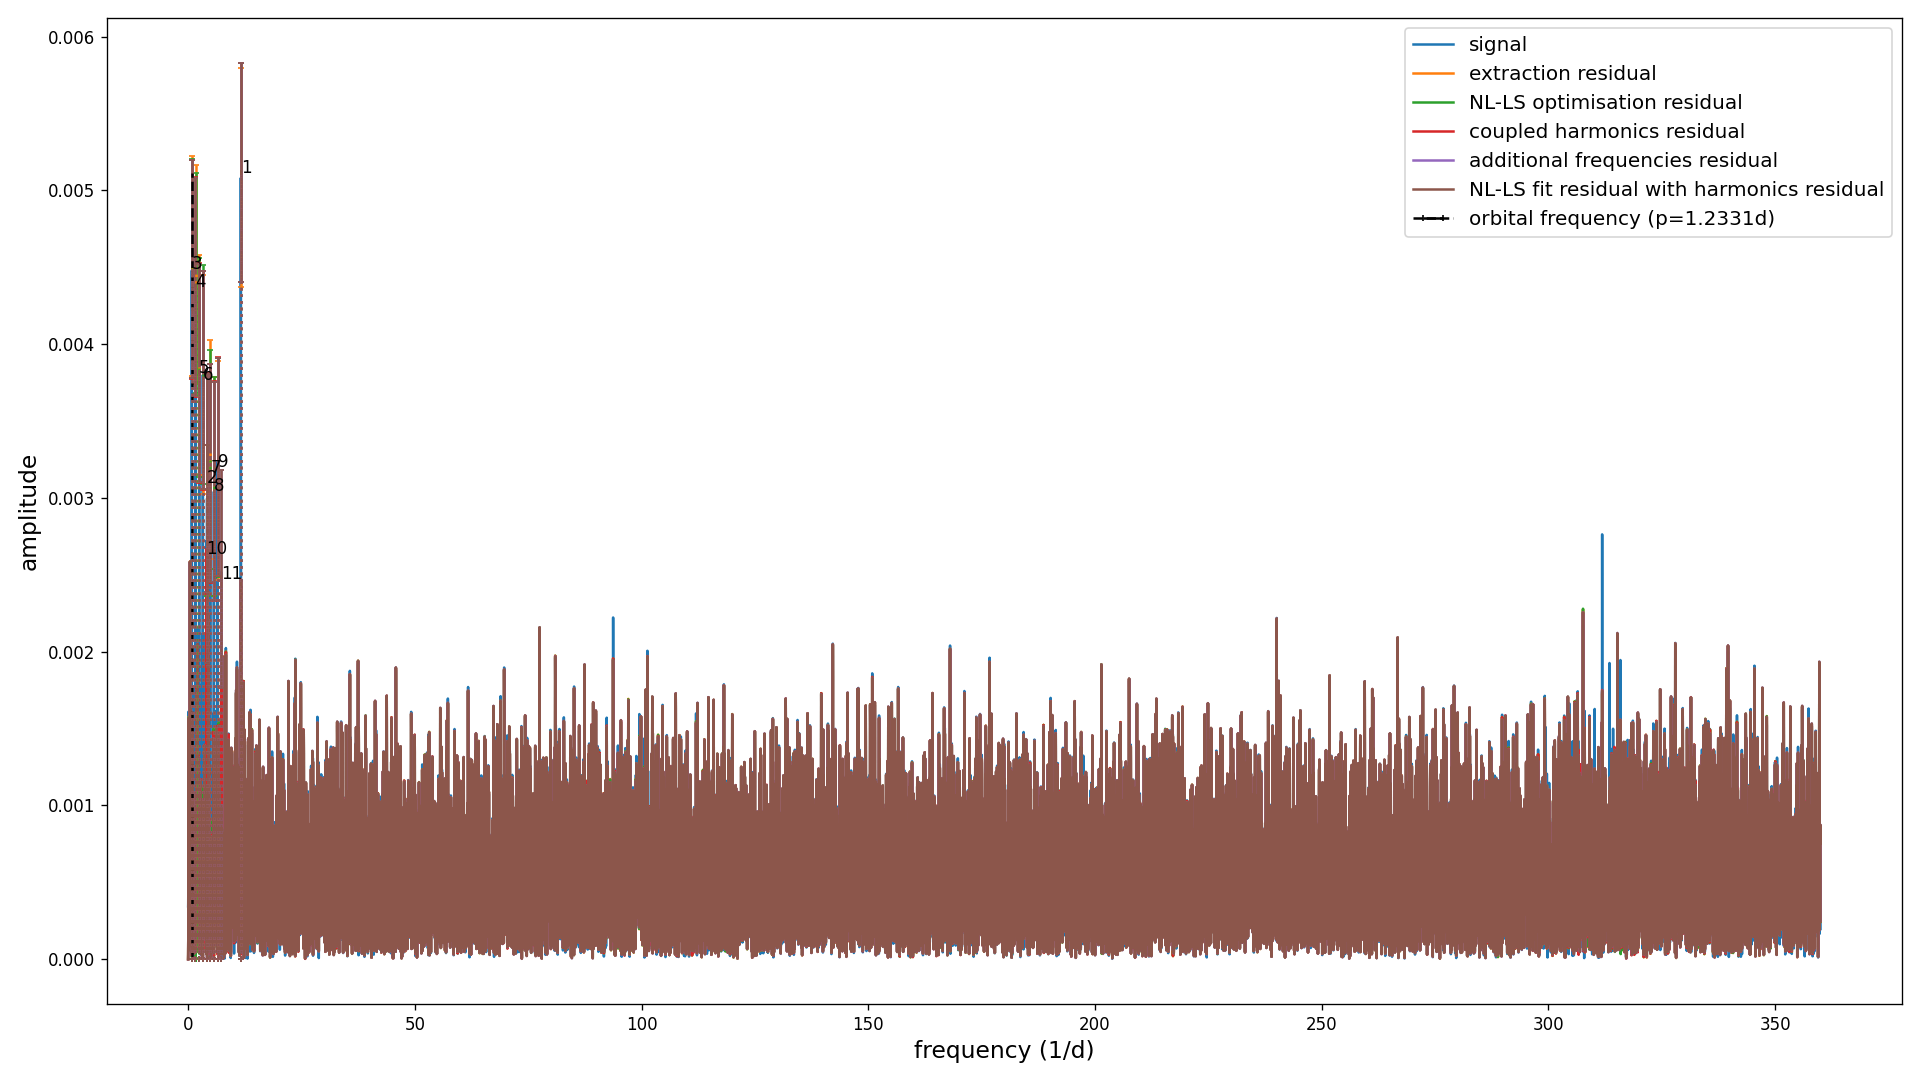 0.006
0.005
0.004
0.003
0.002
0.001
0.000
amplitude
0
50
100
150
200
250
300
350
frequency (1/d)
1
3
4
5
6
7
9
2
8
10
11
signal
extraction residual
NL-LS optimisation residual
coupled harmonics residual
additional frequencies residual
NL-LS fit residual with harmonics residual
orbital frequency (p=1.2331d)